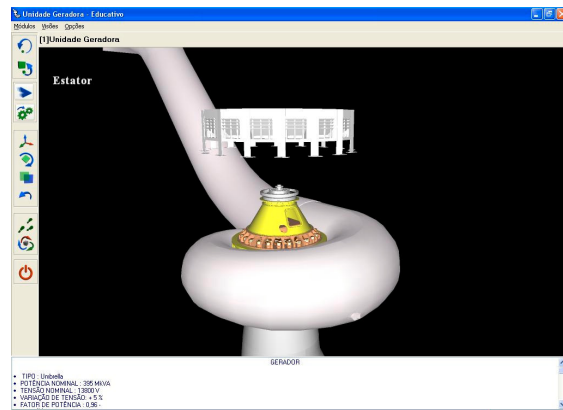 Unidade Geradora - Educativo
Módulos Visões Opções
[1]Unidade Geradora
Estator
GERADOR
• TIPO : Umbrella
• POTÊNCIA NOMINAL : 395 MVA
• TENSÃO NOMINAL : 13800 V
• VARIAÇÃO DE TENSÃO: + 5 %
• FATOR DE POTÊNCIA : 0,96 -